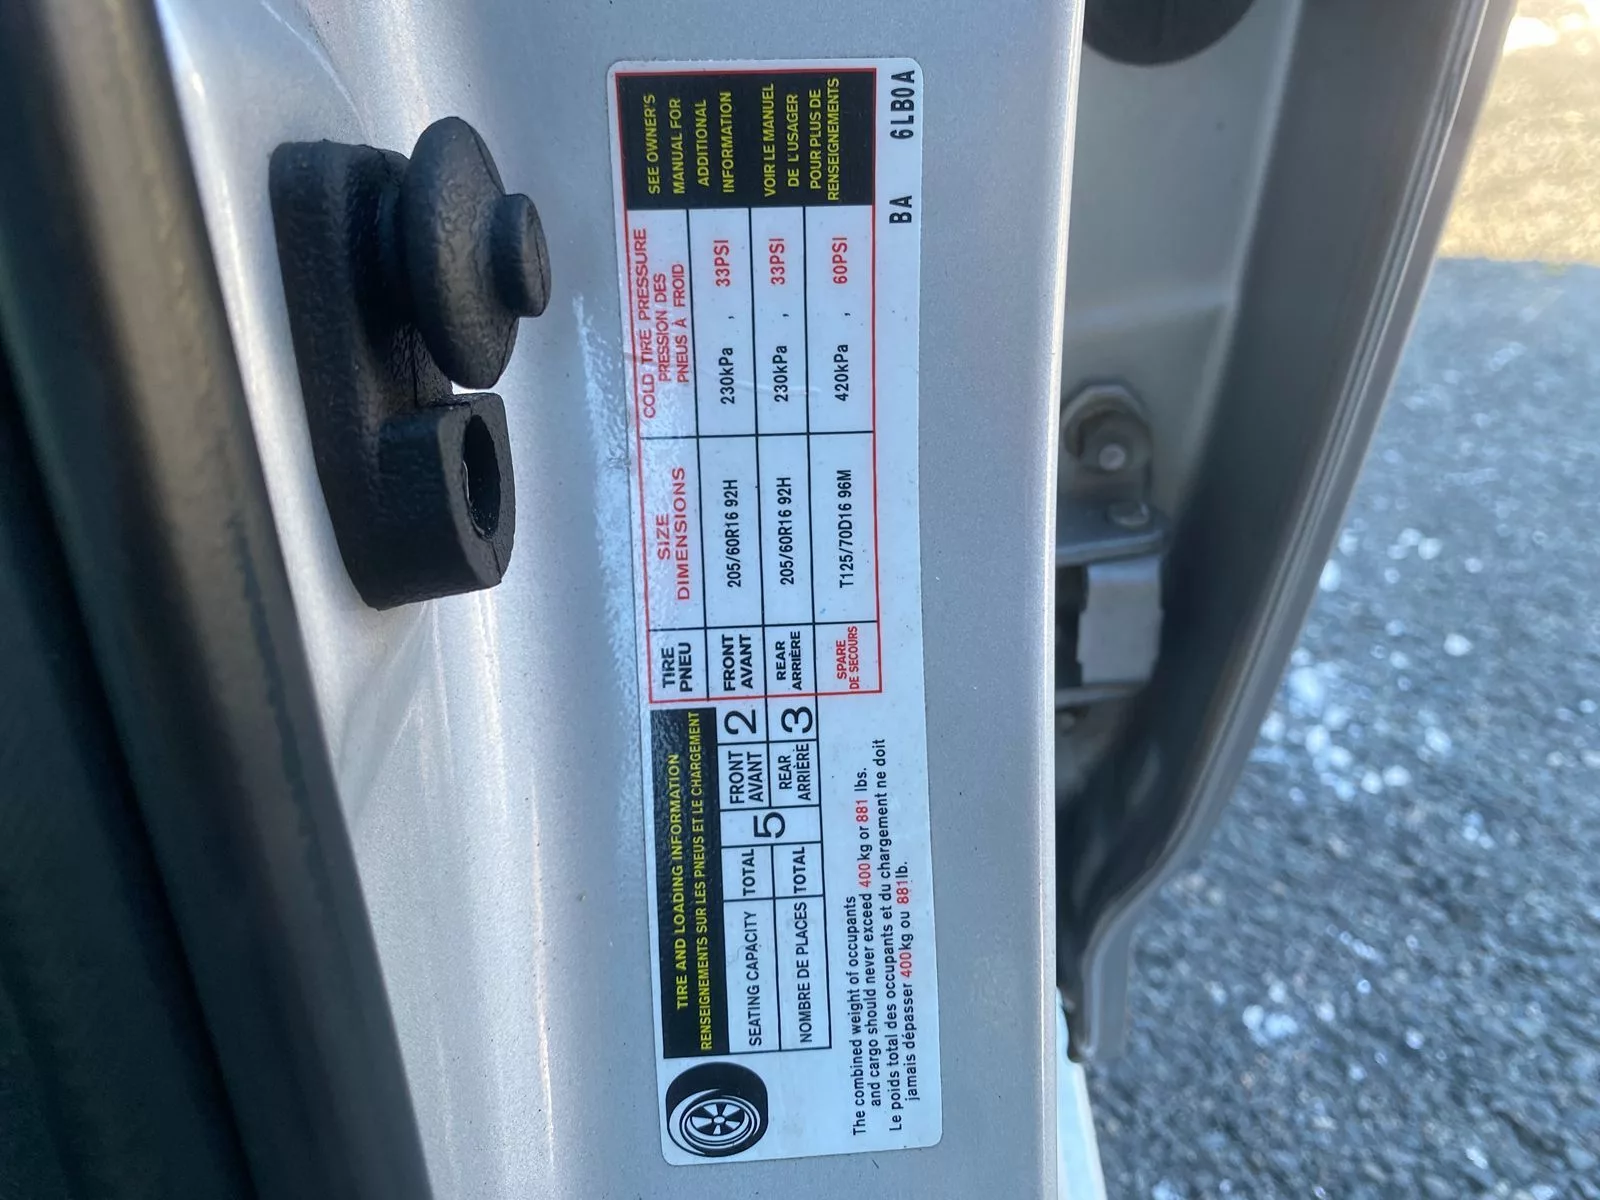 TIRE AND LOADING INFORMATION
RENSEIGNEMENTS SUR LES PNEUS ET LE CHARGEMENT
SEATING CAPACITY
NOMBRE DE PLACES
TOTAL
TOTAL
5
FRONT
AVANT
2
REAR
ARRIÈRE
3
The combined weight of occupants
and cargo should never exceed 400 kg or 881 lbs.
Le poids total des occupants et du chargement ne doit
jamais dépasser 400kg ou 881lb.
TIRE
PNEU
SIZE
DIMENSIONS
COLD TIRE PRESSURE
PRESSION DES
PNEUS À FROID
FRONT
AVANT
205/60R16 92H
230kPa , 33PSI
REAR
ARRIÈRE
205/60R16 92H
230kPa , 33PSI
SPARE
DE SECOURS
T125/70D16 96M
420kPa , 60PSI
SEE OWNER'S
MANUAL FOR
ADDITIONAL
INFORMATION
VOIR LE MANUEL
DE L'USAGER
POUR PLUS DE
RENSEIGNEMENTS
BA 6LB0A